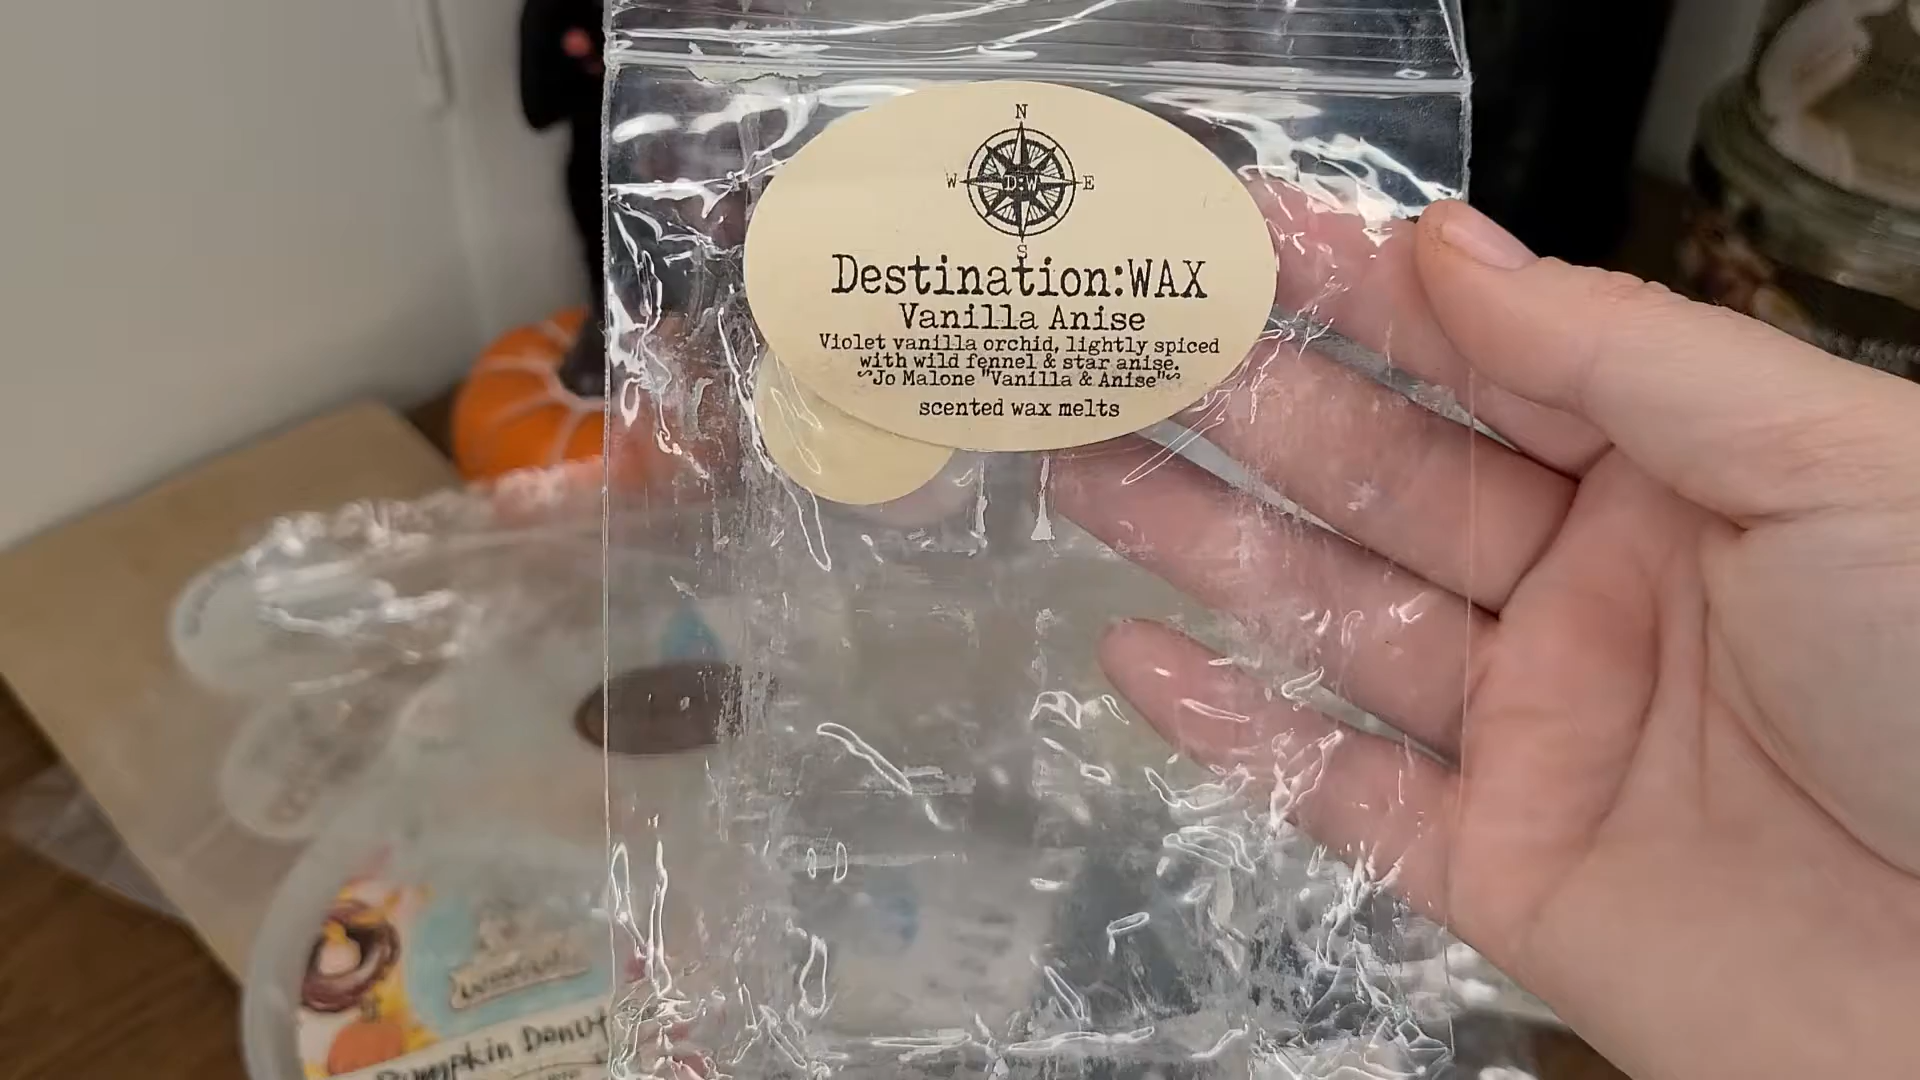 N
W D:W E
S
Destination:WAX
Vanilla Anise
Violet vanilla orchid, lightly spiced
with wild fennel & star anise.
~Jo Malone "Vanilla & Anise"~
scented wax melts
Pumpkin Donut